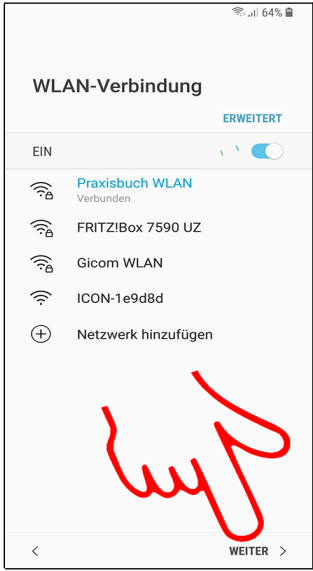 64%
WLAN-Verbindung
ERWEITERT
EIN
Praxisbuch WLAN
Verbunden
FRITZ!Box 7590 UZ
Gicom WLAN
ICON-1e9d8d
Netzwerk hinzufügen
WEITER